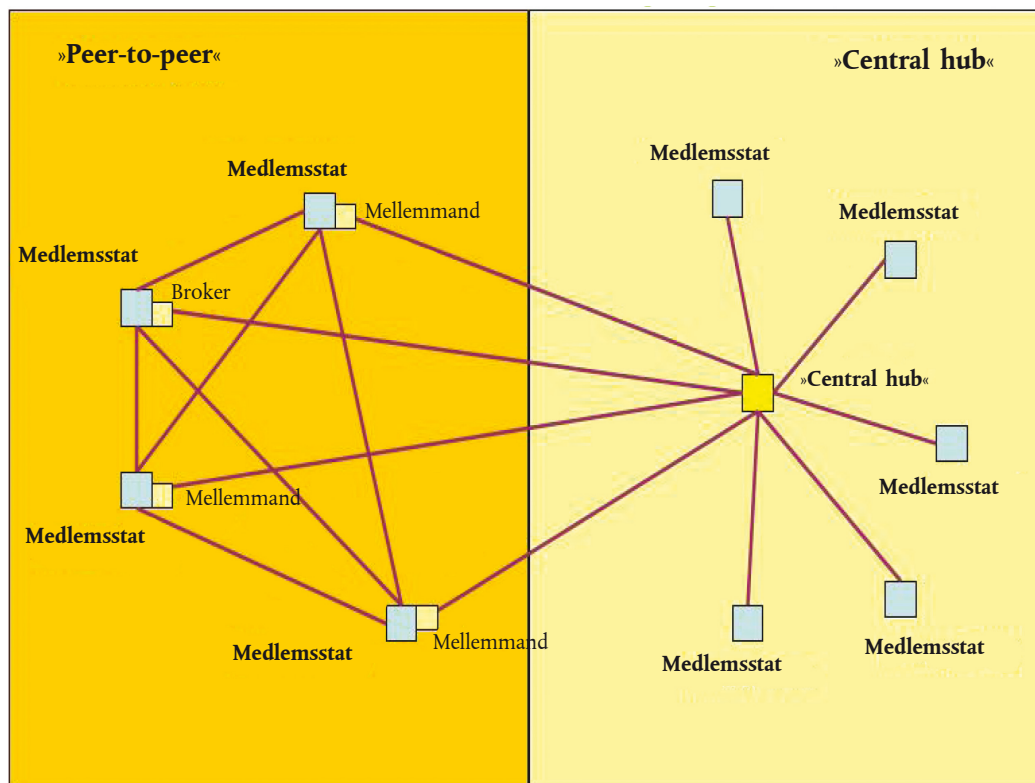 »Peer-to-peer«
»Central hub«
Medlemsstat
Medlemsstat
Mellemmand
Medlemsstat
Medlemsstat
Broker
»Central hub«
Medlemsstat
Mellemmand
Medlemsstat
Medlemsstat
Mellemmand
Medlemsstat
Medlemsstat